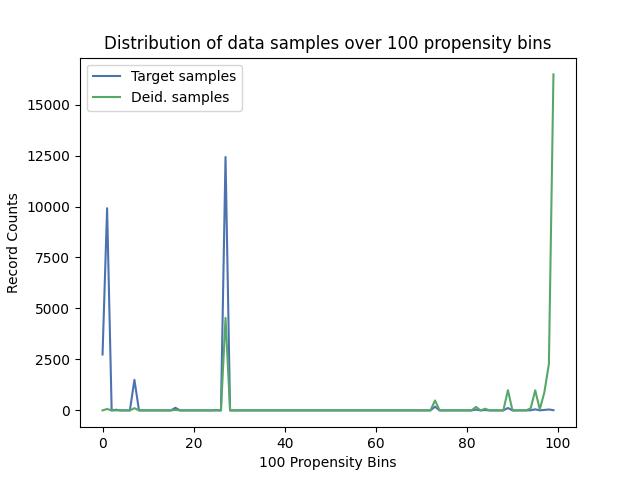 Distribution of data samples over 100 propensity bins
Target samples
Deid. samples
15000
12500
10000
7500
5000
2500
0
Record Counts
0 20 40 60 80 100
100 Propensity Bins